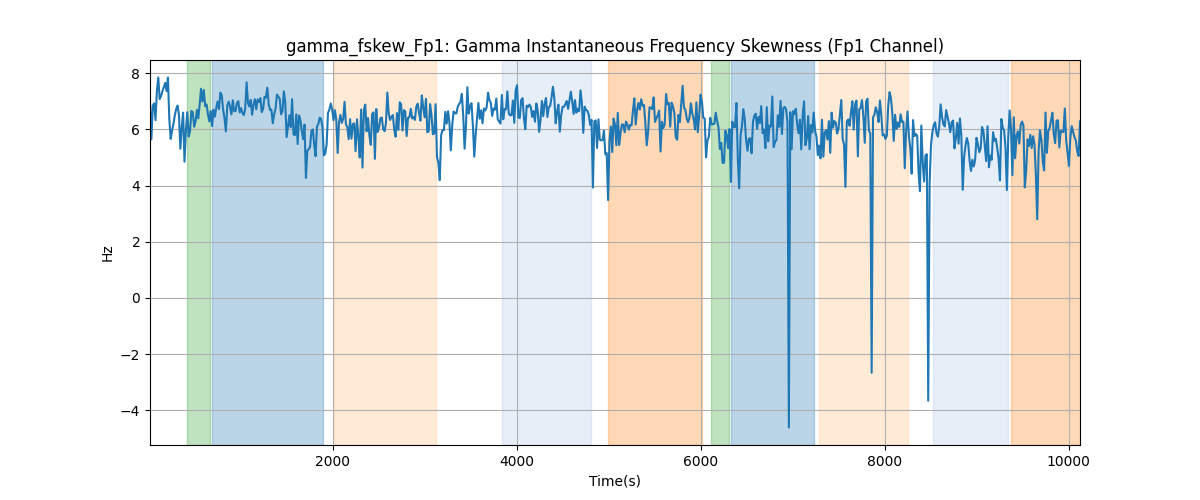 gamma_fskew_Fp1: Gamma Instantaneous Frequency Skewness (Fp1 Channel)
8
6
4
2
0
−2
−4
Hz
2000 4000 6000 8000 10000
Time(s)